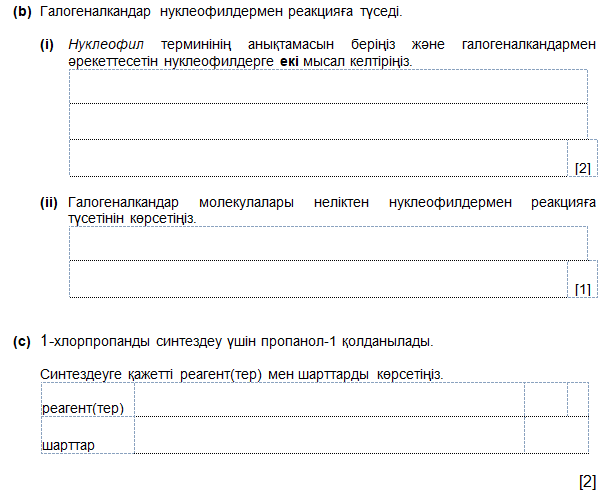 (b) Галогеналкандар нуклеофилдермен реакцияға түседі.
(i) Нуклеофил терминінің анықтамасын беріңіз және галогеналкандармен
әрекеттесетін нуклеофилдерге екі мысал келтіріңіз.
[2]
(ii) Галогеналкандар молекулалары неліктен нуклеофилдермен реакцияға
түсетінін көрсетіңіз.
[1]
(c) 1-хлорпропанды синтездеу үшін пропанол-1 қолданылады.
Синтездеуге қажетті реагент(тер) мен шарттарды көрсетіңіз.
реагент(тер)
шарттар
[2]